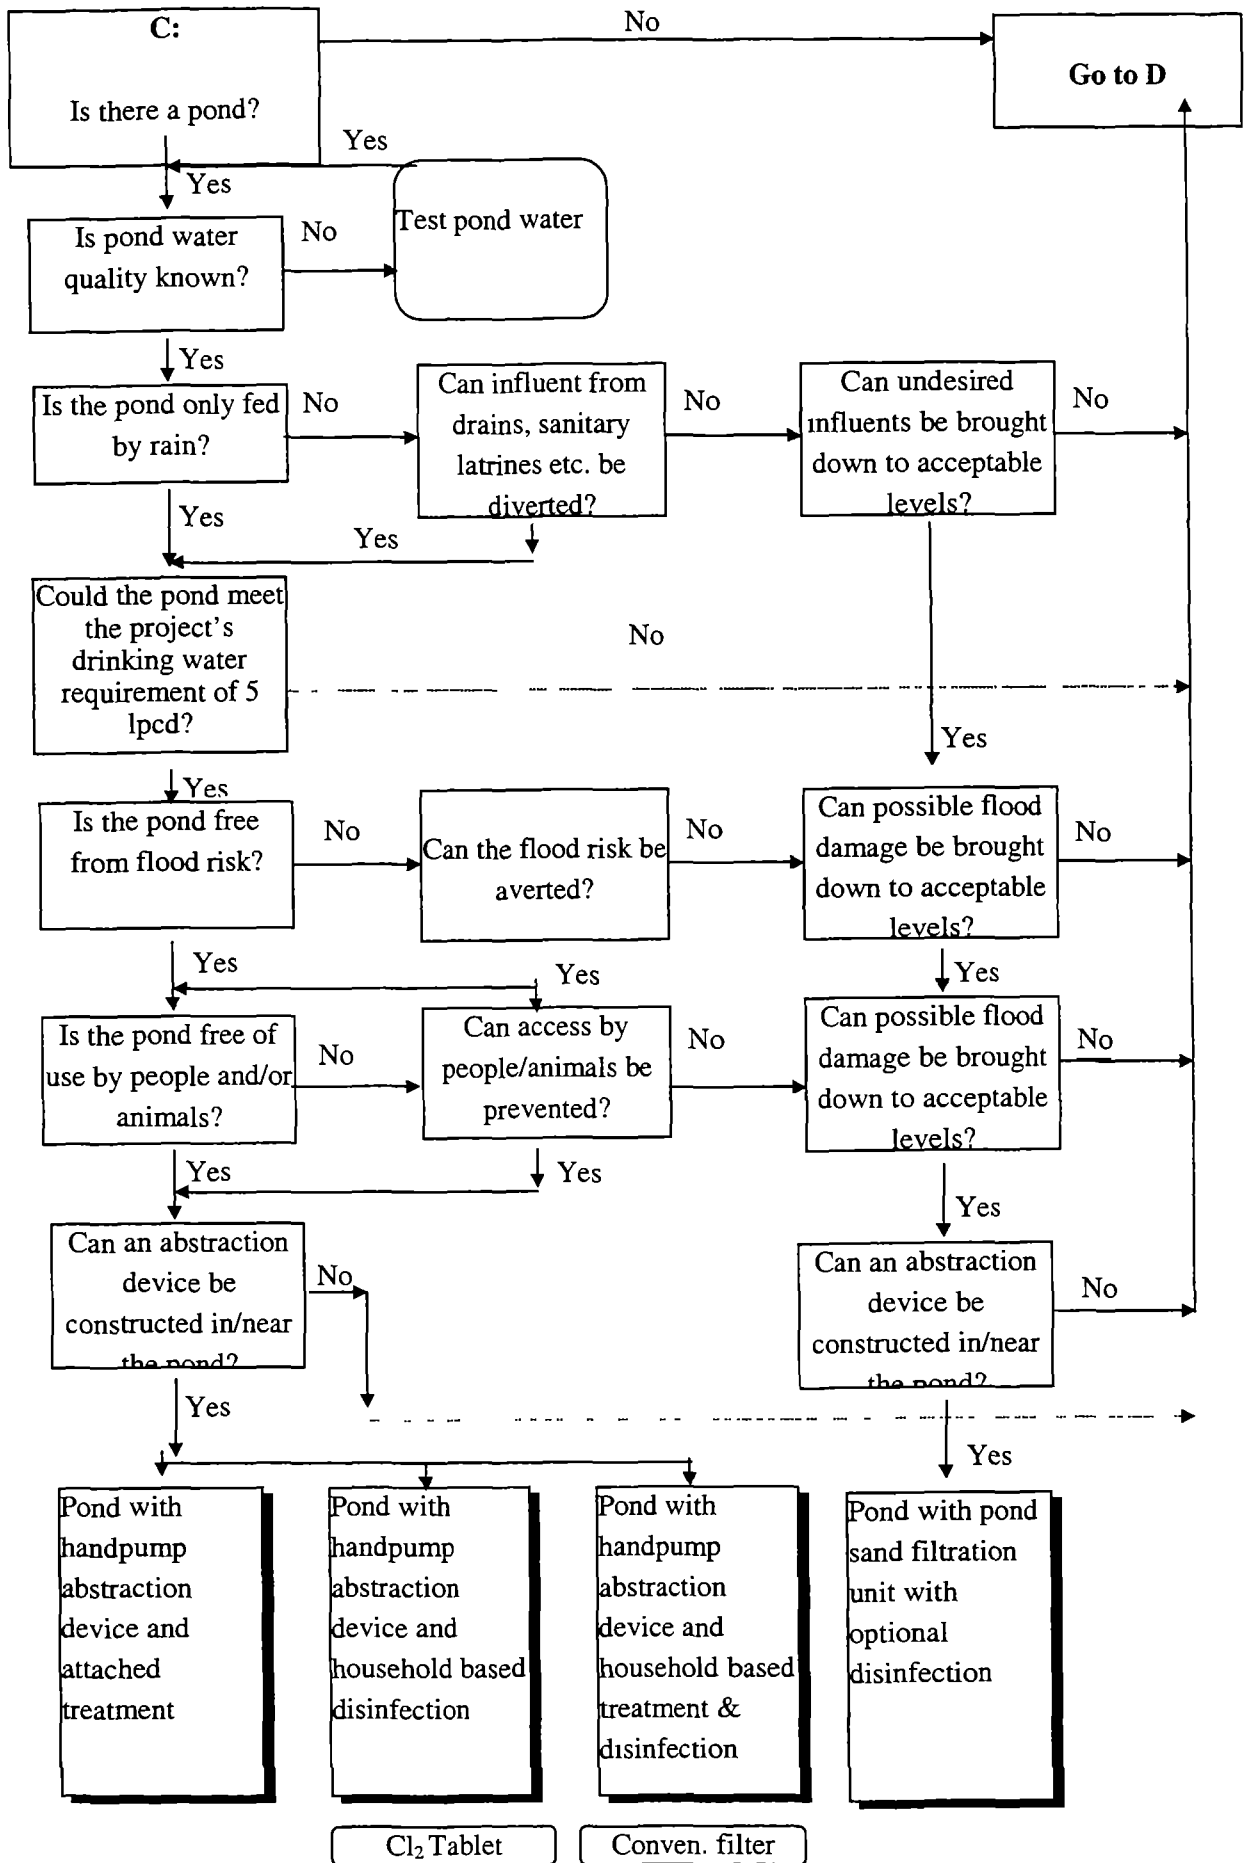 C:
No
Go to D
Is there a pond?
Yes
Yes
Test pond water
Is pond water
quality known?
No
Yes
Is the pond only fed
by rain?
No
Can influent from
drains, sanitary
latrines etc. be
diverted?
No
Can undesired
influents be brought
down to acceptable
levels?
No
Yes
Yes
Could the pond meet
the project's
drinking water
requirement of 5
lpcd?
No
Yes
Yes
Is the pond free
from flood risk?
No
Can the flood risk be
averted?
No
Can possible flood
damage be brought
down to acceptable
levels?
No
Yes
Yes
Yes
Is the pond free of
use by people and/or
animals?
No
Can access by
people/animals be
prevented?
No
Can possible flood
damage be brought
down to acceptable
levels?
No
Yes
Yes
Yes
Can an abstraction
device be
constructed in/near
the pond?
No
Can an abstraction
device be
constructed in/near
the pond?
No
Yes
Yes
Pond with
handpump
abstraction
device and
attached
treatment
Pond with
handpump
abstraction
device and
household based
disinfection
Pond with
handpump
abstraction
device and
household based
treatment &
disinfection
Pond with pond
sand filtration
unit with
optional
disinfection
Cl₂ Tablet
Conven. filter